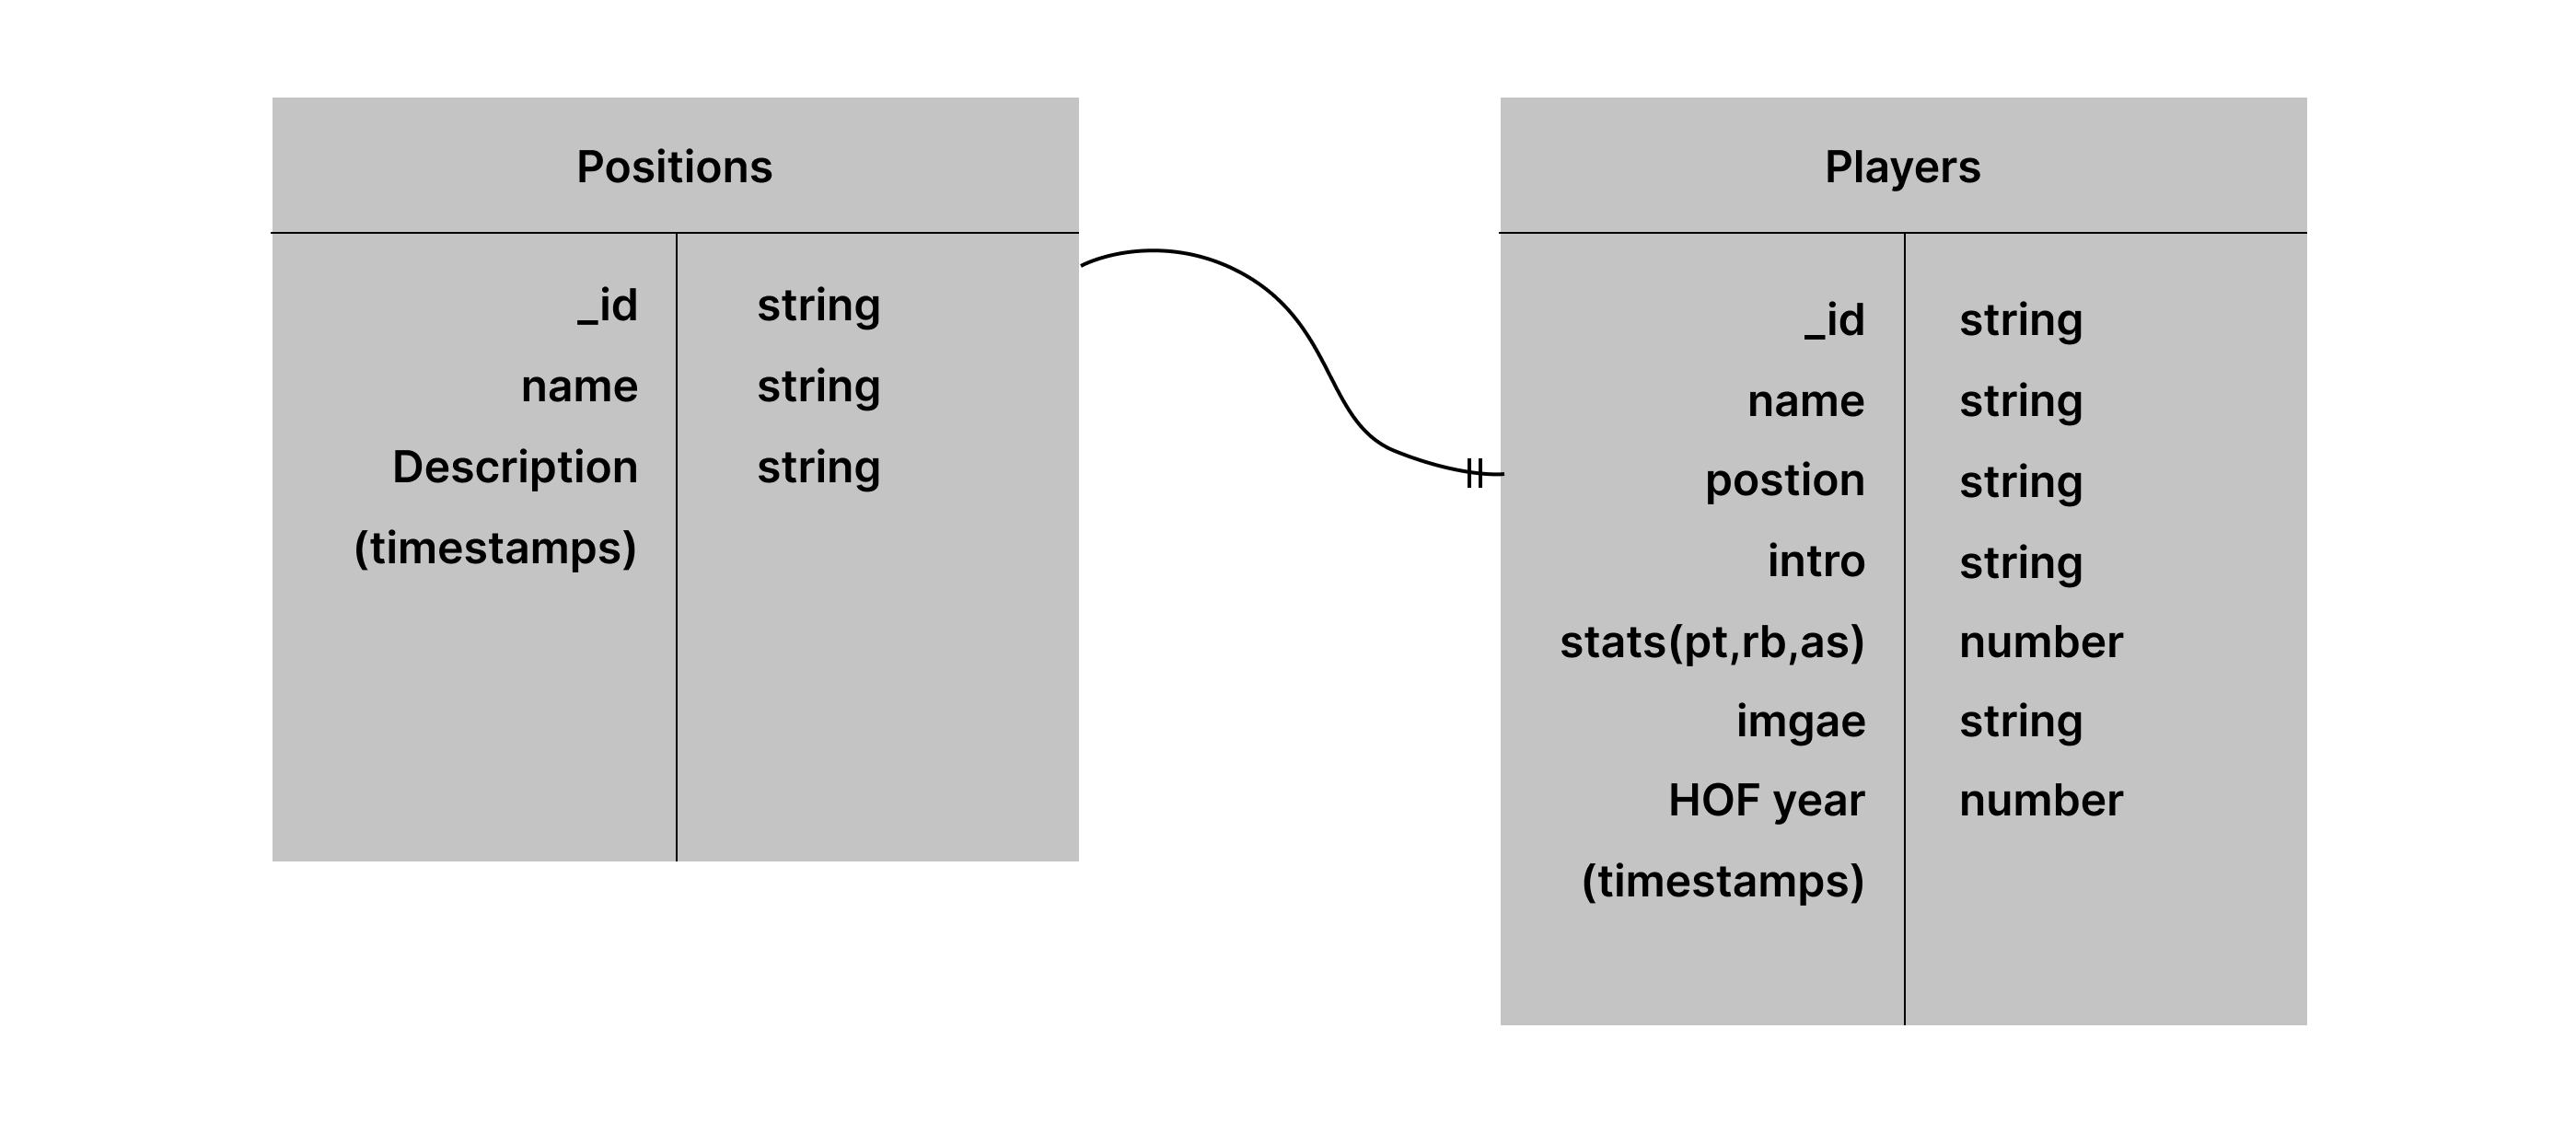 Positions
_id string
name string
Description string
(timestamps)
Players
_id string
name string
postion string
intro string
stats(pt,rb,as) number
imgae string
HOF year number
(timestamps)